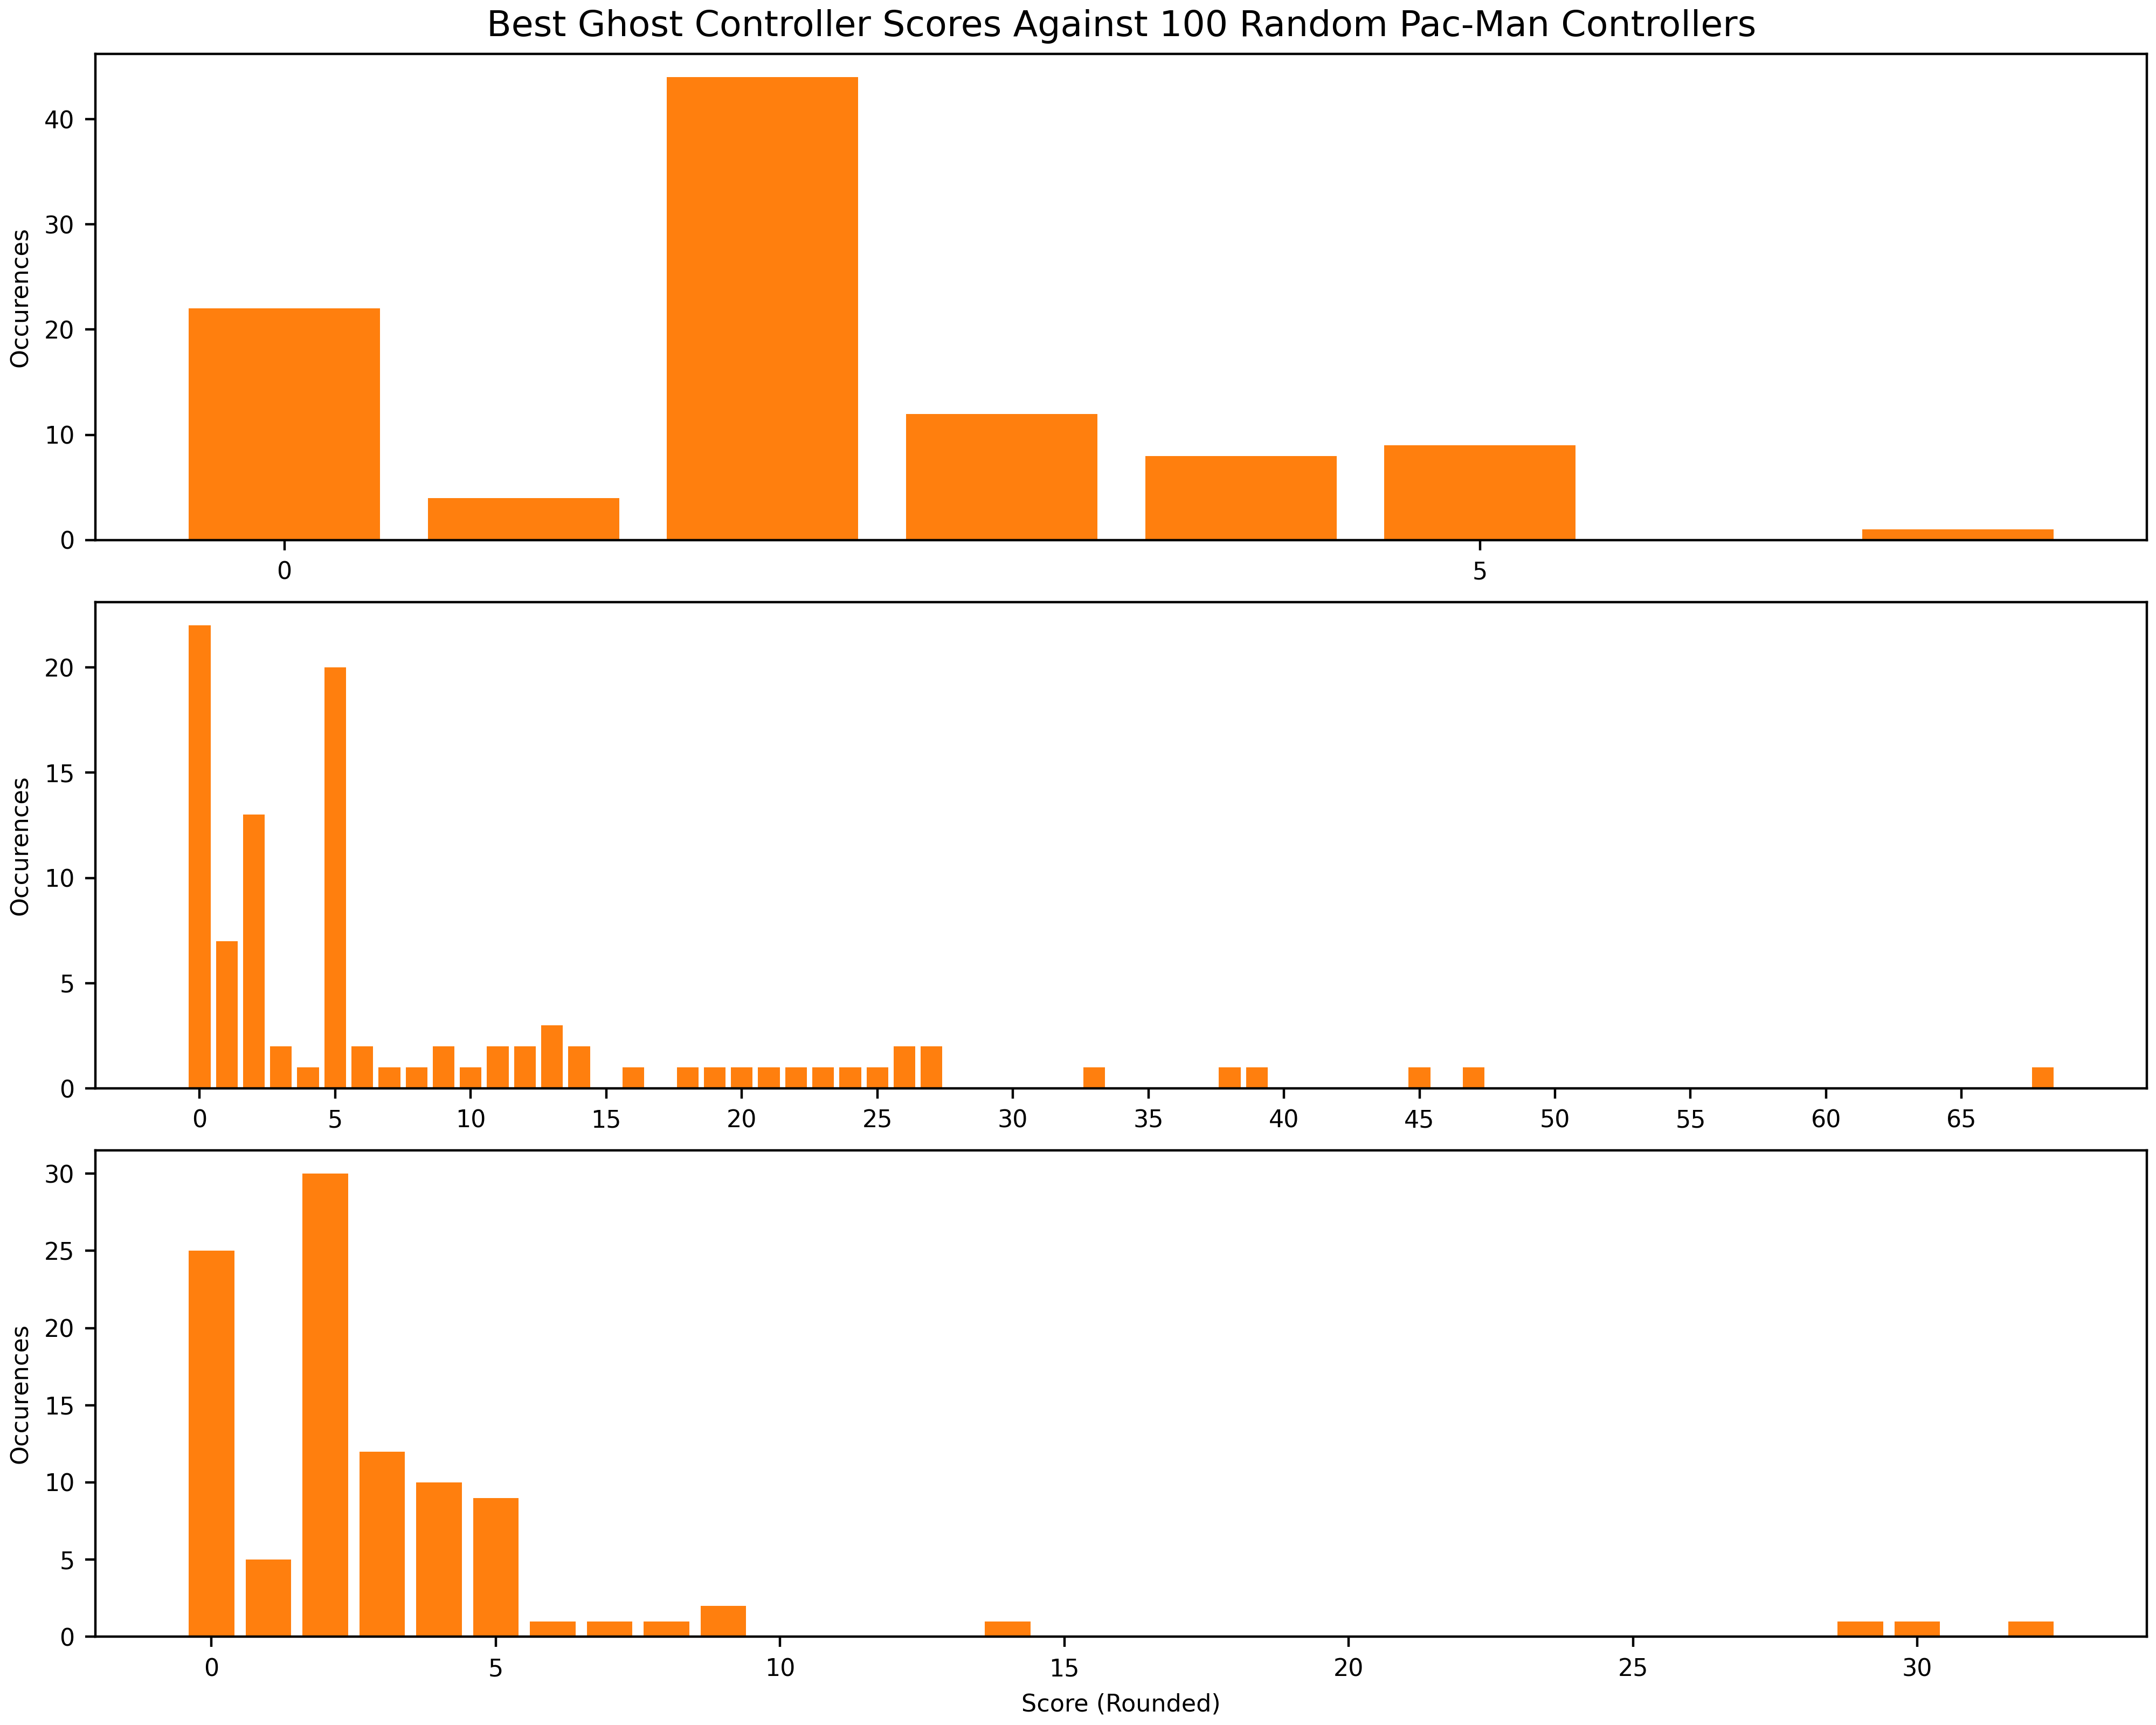 Best Ghost Controller Scores Against 100 Random Pac-Man Controllers
Occurences
40
30
20
10
0
0 5
Occurences
20
15
10
5
0
0 5 10 15 20 25 30 35 40 45 50 55 60 65
Occurences
30
25
20
15
10
5
0
0 5 10 15 20 25 30
Score (Rounded)